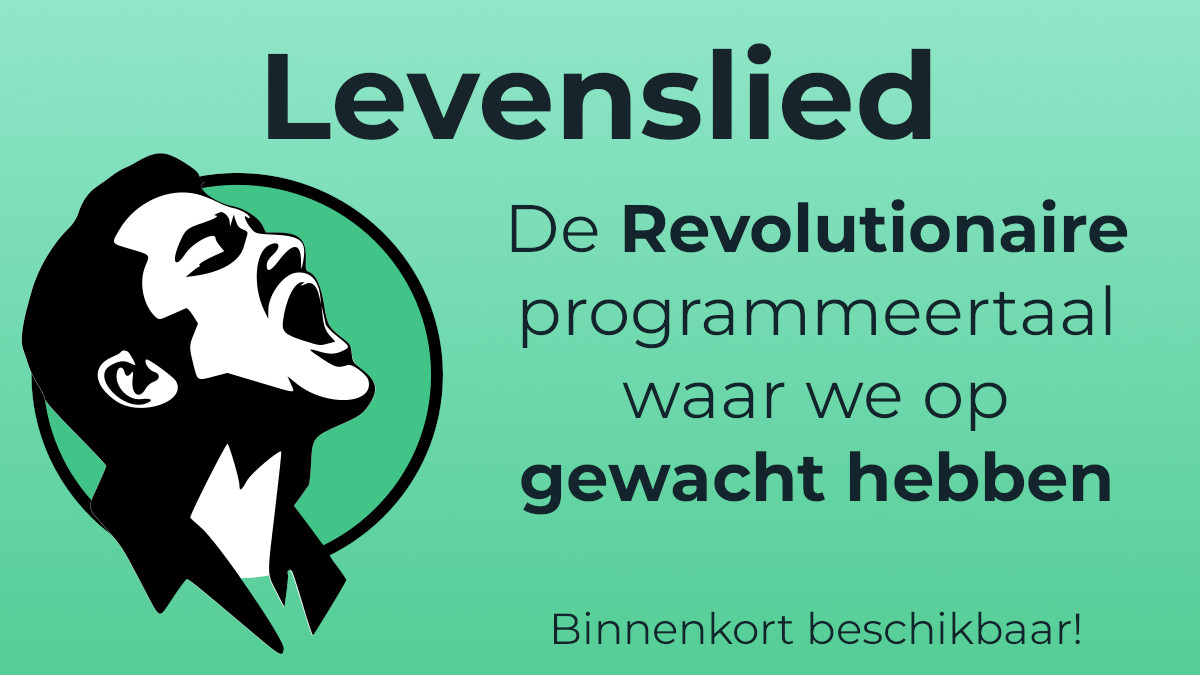 Levenslied
De Revolutionaire
programmeertaal
waar we op
gewacht hebben
Binnenkort beschikbaar!